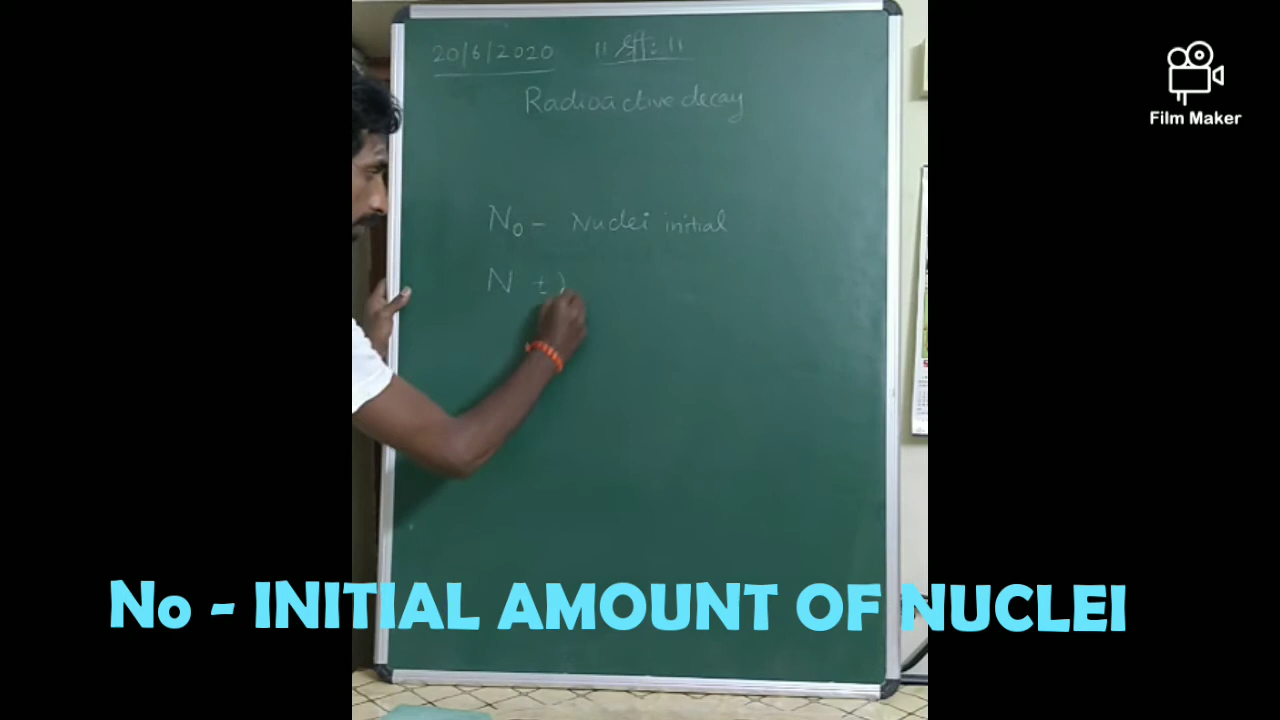 20/6/2020 || श्री: ||
Radioactive decay
N₀ - Nuclei initial
N t
Film Maker
No - INITIAL AMOUNT OF NUCLEI